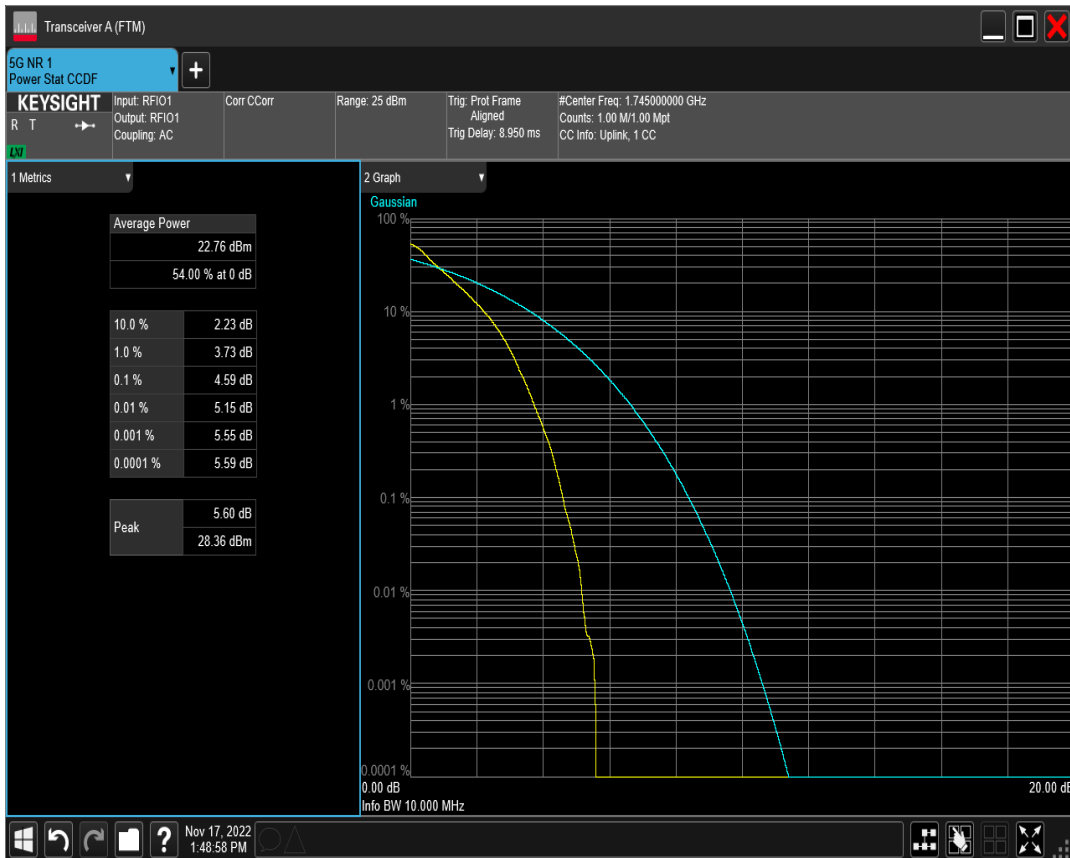 Transceiver A (FTM)
5G NR 1
Power Stat CCDF
KEYSIGHT
R T
LXI
Input: RFIO1
Output: RFIO1
Coupling: AC
Corr CCorr
Range: 25 dBm
Trig: Prot Frame
Aligned
Trig Delay: 8.950 ms
#Center Freq: 1.745000000 GHz
Counts: 1.00 M/1.00 Mpt
CC Info: Uplink, 1 CC
1 Metrics
Average Power
22.76 dBm
54.00 % at 0 dB
10.0 % 2.23 dB
1.0 % 3.73 dB
0.1 % 4.59 dB
0.01 % 5.15 dB
0.001 % 5.55 dB
0.0001 % 5.59 dB
Peak 5.60 dB
28.36 dBm
2 Graph
Gaussian
100 %
10 %
1 %
0.1 %
0.01 %
0.001 %
0.0001 %
0.00 dB 20.00 dB
Info BW 10.000 MHz
?
Nov 17, 2022
1:48:58 PM